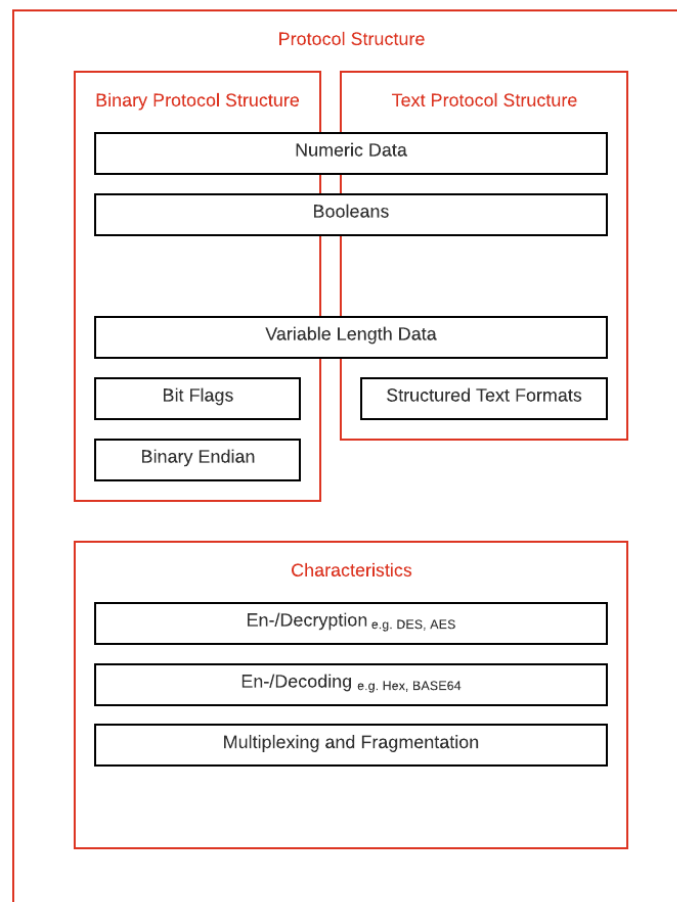 Protocol Structure
Binary Protocol Structure
Text Protocol Structure
Numeric Data
Booleans
Variable Length Data
Bit Flags
Structured Text Formats
Binary Endian
Characteristics
En-/Decryption e.g. DES, AES
En-/Decoding e.g. Hex, BASE64
Multiplexing and Fragmentation